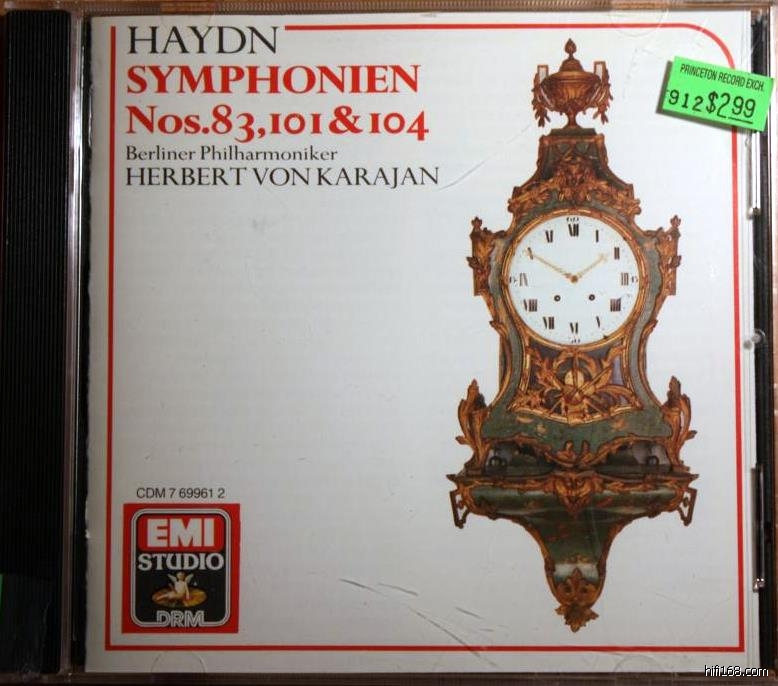 HAYDN
SYMPHONIEN
Nos.83,101 & 104
Berliner Philharmoniker
HERBERT VON KARAJAN
PRINCETON RECORD EXCH.
912 $2.99
CDM 7 69961 2
EMI
STUDIO
DRM
hifi168.com